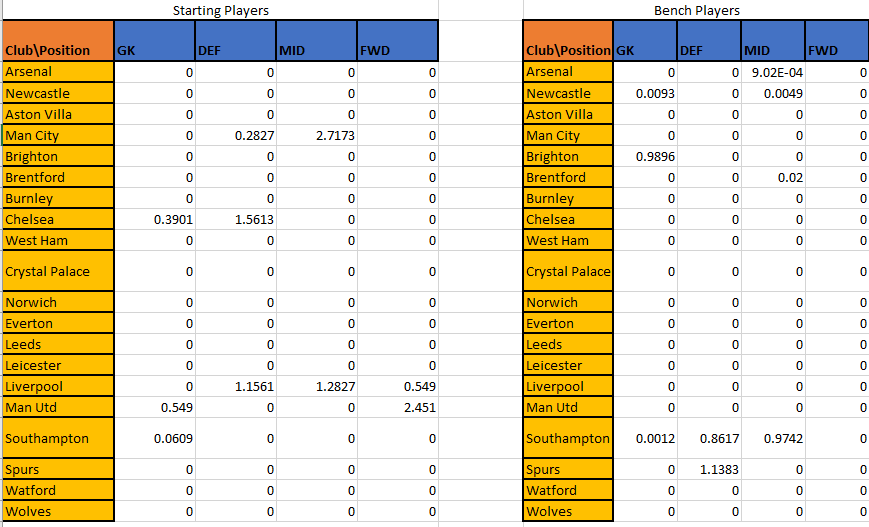 Starting Players Bench Players
Club\Position GK DEF MID FWD Club\Position GK DEF MID FWD
Arsenal 0 0 0 0 Arsenal 0 0 9.02E-04 0
Newcastle 0 0 0 0 Newcastle 0.0093 0 0.0049 0
Aston Villa 0 0 0 0 Aston Villa 0 0 0 0
Man City 0 0.2827 2.7173 0 Man City 0 0 0 0
Brighton 0 0 0 0 Brighton 0.9896 0 0 0
Brentford 0 0 0 0 Brentford 0 0 0.02 0
Burnley 0 0 0 0 Burnley 0 0 0 0
Chelsea 0.3901 1.5613 0 0 Chelsea 0 0 0 0
West Ham 0 0 0 0 West Ham 0 0 0 0
Crystal Palace 0 0 0 0 Crystal Palace 0 0 0 0
Norwich 0 0 0 0 Norwich 0 0 0 0
Everton 0 0 0 0 Everton 0 0 0 0
Leeds 0 0 0 0 Leeds 0 0 0 0
Leicester 0 0 0 0 Leicester 0 0 0 0
Liverpool 0 1.1561 1.2827 0.549 Liverpool 0 0 0 0
Man Utd 0.549 0 0 2.451 Man Utd 0 0 0 0
Southampton 0.0609 0 0 0 Southampton 0.0012 0.8617 0.9742 0
Spurs 0 0 0 0 Spurs 0 1.1383 0 0
Watford 0 0 0 0 Watford 0 0 0 0
Wolves 0 0 0 0 Wolves 0 0 0 0